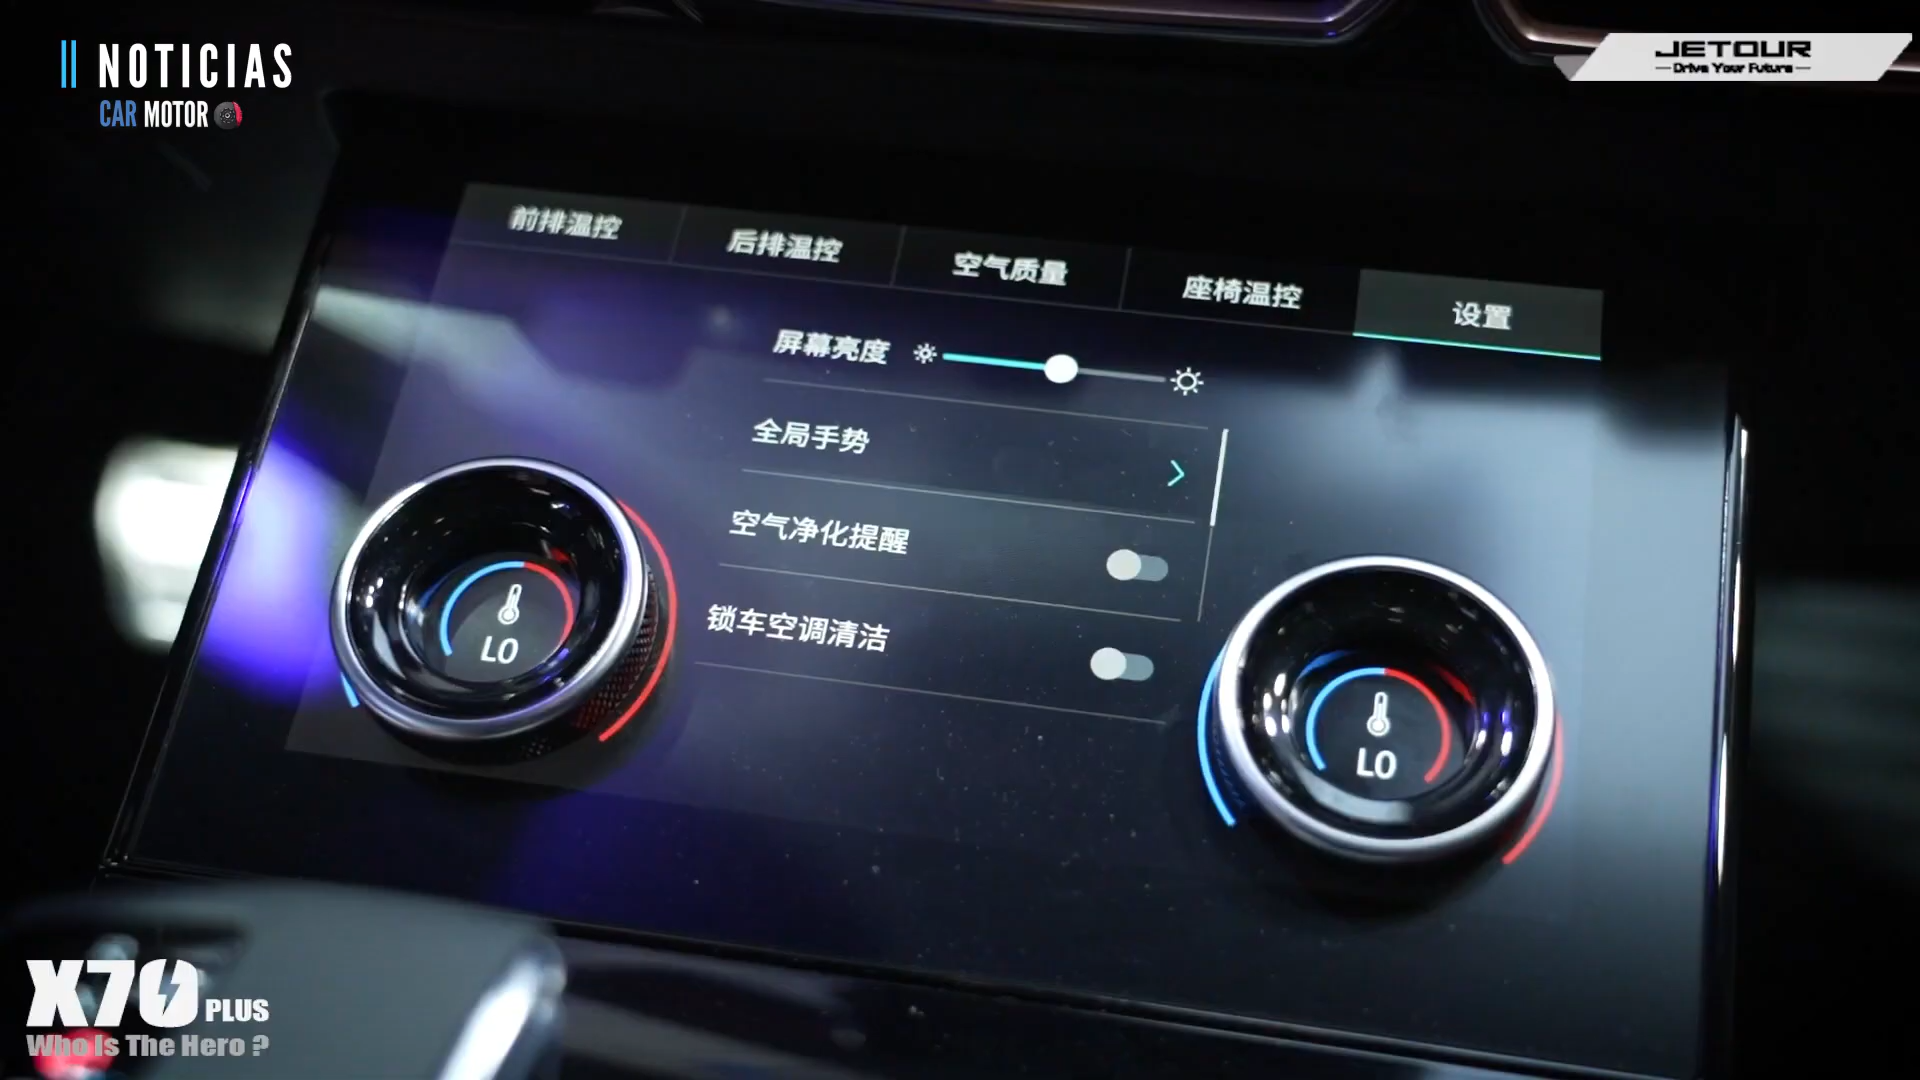 NOTICIAS
CAR MOTOR
JETOUR
Drive Your Future
前排温控
后排温控
空气质量
座椅温控
设置
屏幕亮度
全局手势
空气净化提醒
锁车空调清洁
LO
LO
X70 PLUS
Who Is The Hero ?